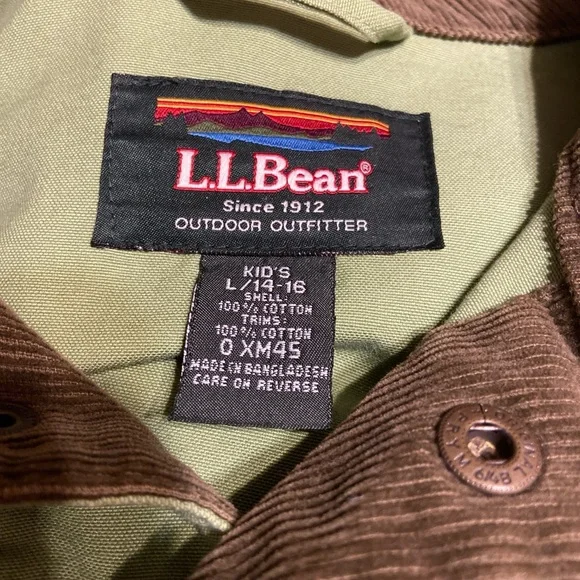 L.L.Bean®
Since 1912
OUTDOOR OUTFITTER
KID'S
L/14-16
SHELL:
100% COTTON
TRIMS:
100% COTTON
0 XM45
MADE IN BANGLADESH
CARE ON REVERSE